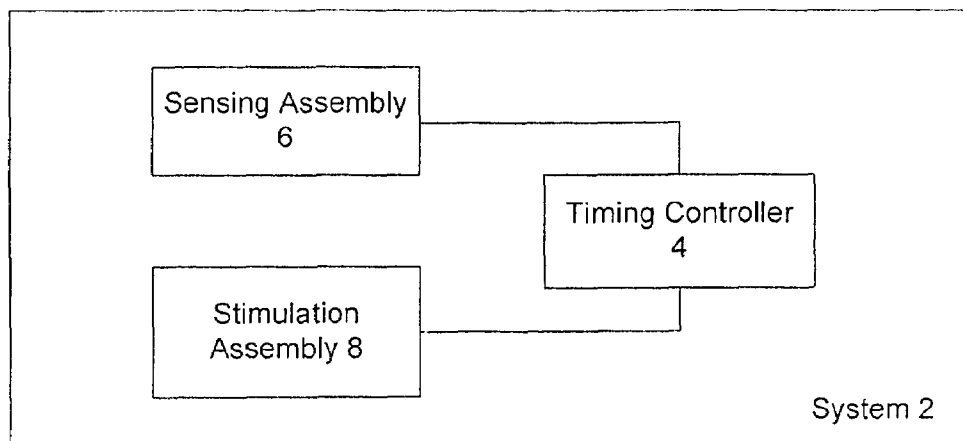 Sensing Assembly
6
Timing Controller
4
Stimulation
Assembly 8
System 2